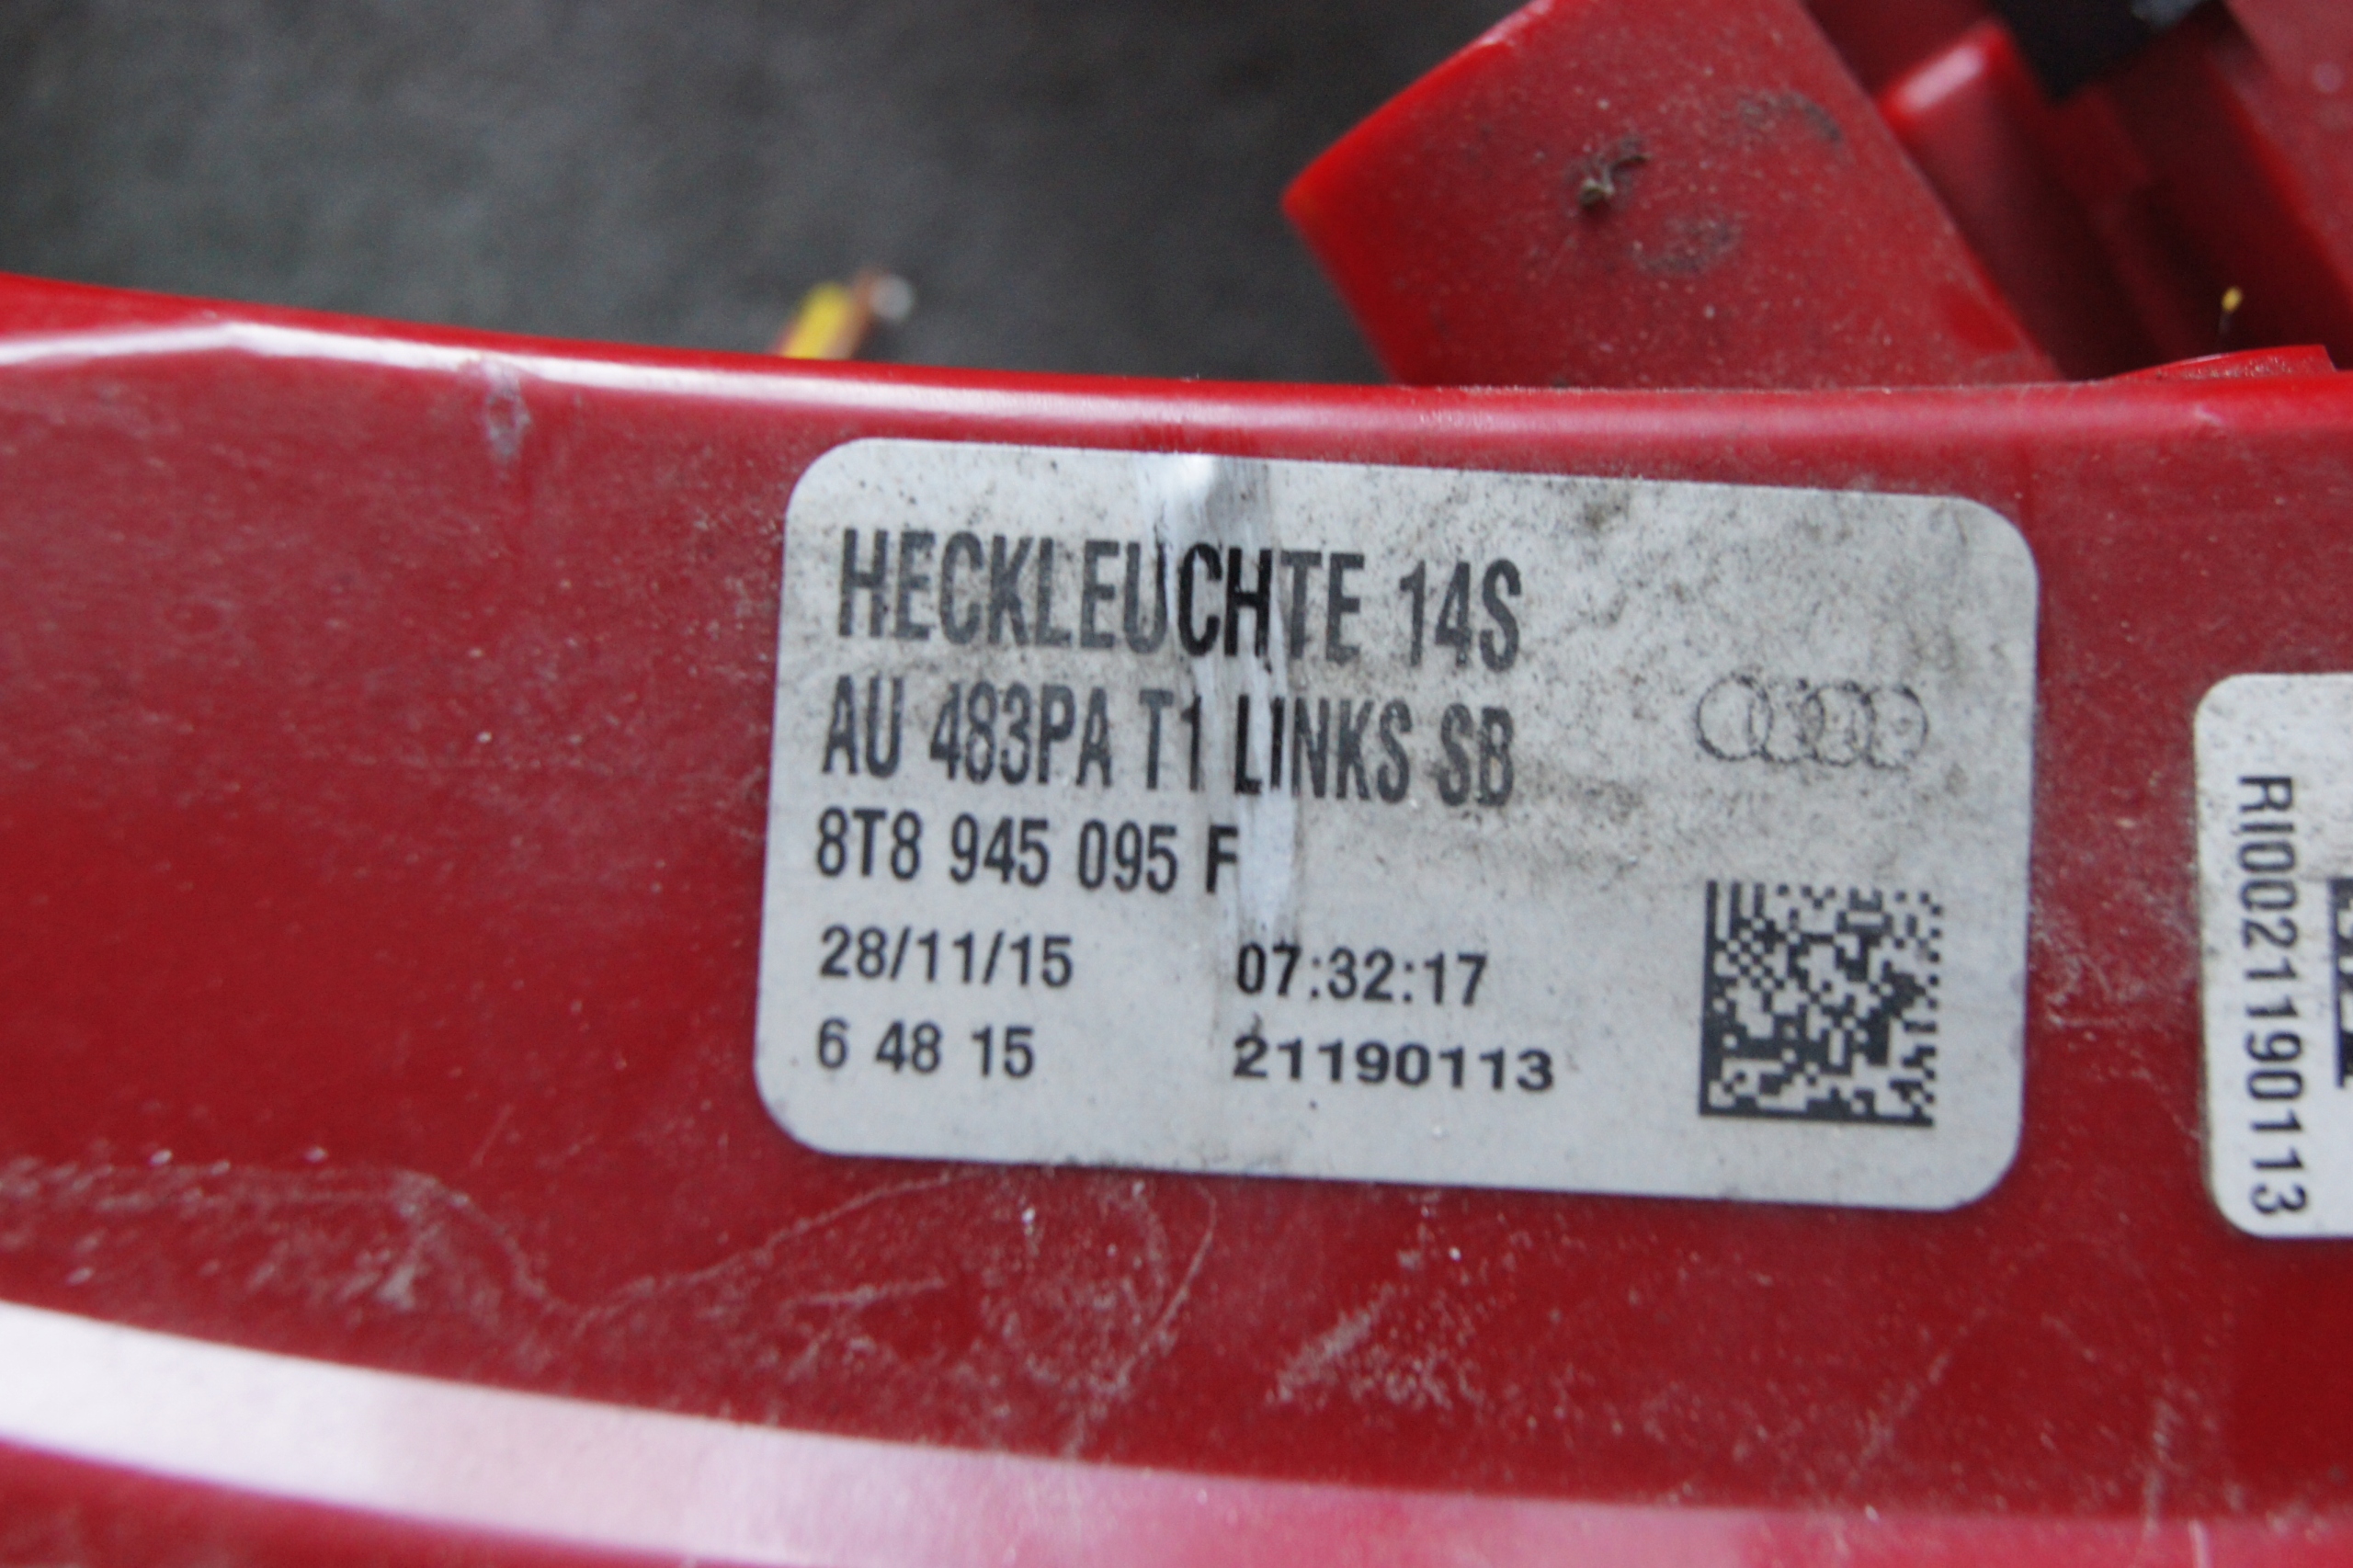 HECKLEUCHTE 14S
AU 483PA T1 LINKS SB
8T8 945 095 F
28/11/15 07:32:17
6 48 15 21190113
RI0021190113